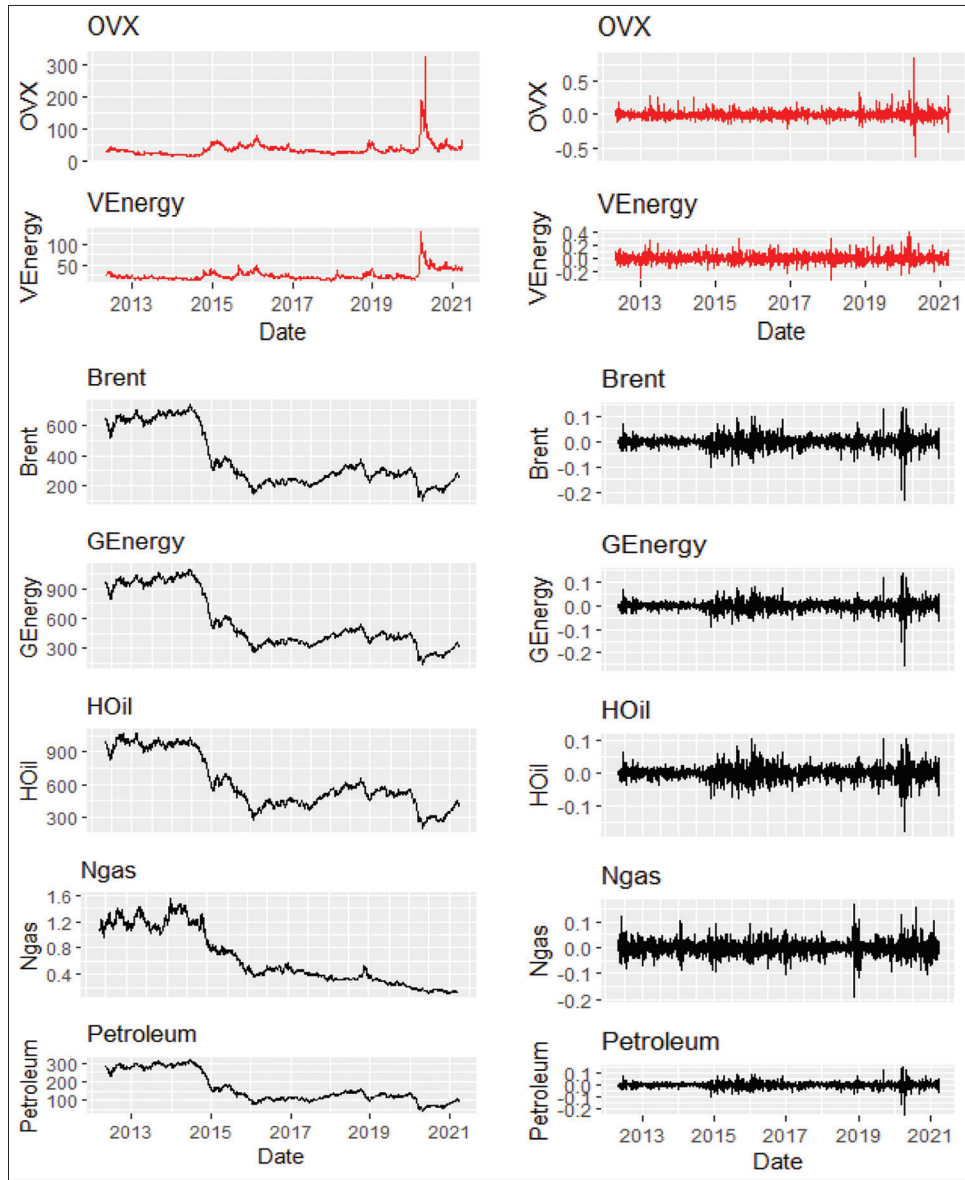 OVX
OVX
300
200
100
0
2013 2015 2017 2019 2021
VEnergy
VEnergy
100
50
2013 2015 2017 2019 2021
Date
Brent
Brent
600
400
200
GEnergy
GEnergy
900
600
300
HOil
HOil
900
600
300
Ngas
Ngas
1.6
1.2
0.8
0.4
Petroleum
Petroleum
300
200
100
2013 2015 2017 2019 2021
Date
OVX
OVX
0.5
0.0
-0.5
VEnergy
VEnergy
0.4
0.2
0.0
-0.2
2013 2015 2017 2019 2021
Date
Brent
Brent
0.1
0.0
-0.1
-0.2
GEnergy
GEnergy
0.1
0.0
-0.1
-0.2
HOil
HOil
0.1
0.0
-0.1
Ngas
Ngas
0.1
0.0
-0.1
-0.2
Petroleum
Petroleum
0.1
0.0
-0.1
-0.2
2013 2015 2017 2019 2021
Date